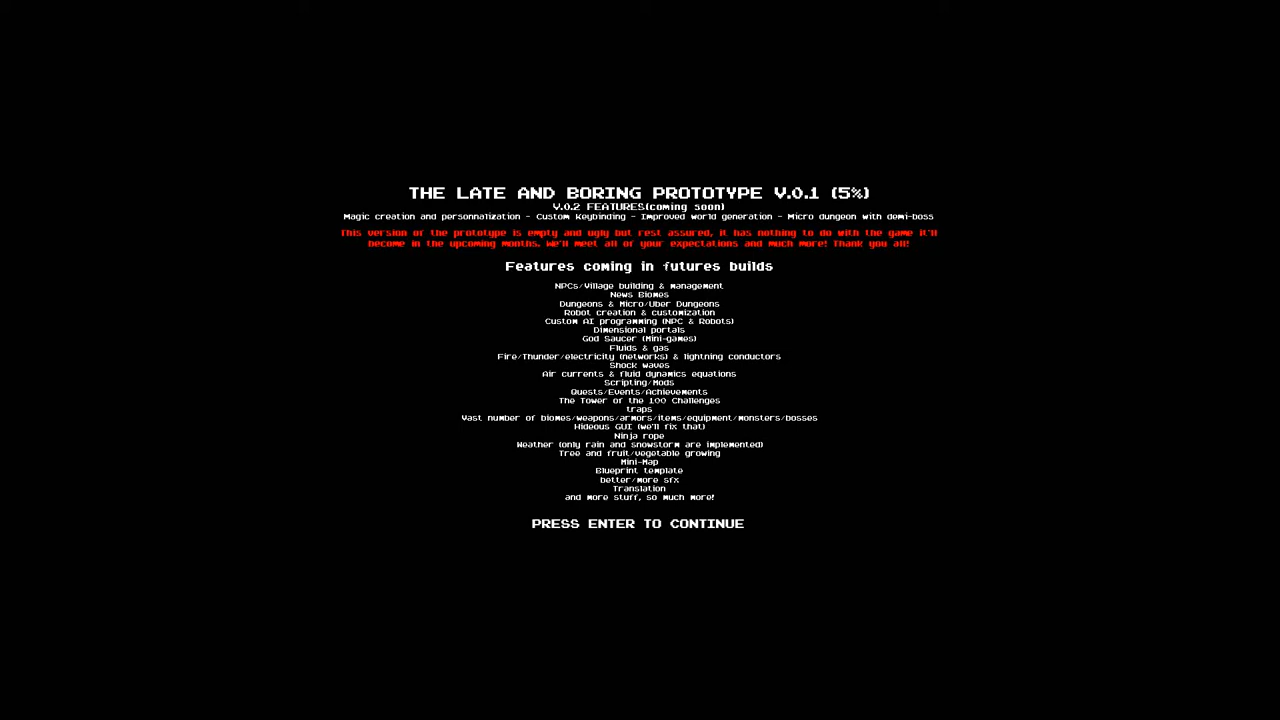 THE LATE AND BORING PROTOTYPE V.0.1 (5%)
V.0.2 FEATURES(coming soon)
Magic creation and personnalization - Custom Keybinding - Improved world generation - Micro dungeon with demi-boss
This version of the prototype is empty and ugly but rest assured, it has nothing to do with the game it'll
become in the upcoming months. We'll meet all of your expectations and much more! Thank you all!
Features coming in futures builds
NPCs/Village building & management
News Biomes
Dungeons & Micro/Uber Dungeons
Robot creation & customization
Custom AI programming (NPC & Robots)
Dimensional portals
God Saucer (Mini-games)
Fluids & gas
Fire/Thunder/electricity (networks) & lightning conductors
Shock waves
Air currents & fluid dynamics equations
Scripting/Mods
Quests/Events/Achievements
The Tower of the 100 Challenges
traps
Vast number of biomes/weapons/armors/items/equipment/monsters/bosses
Hideous GUI (we'll fix that)
Ninja rope
Weather (only rain and snowstorm are implemented)
Tree and fruit/vegetable growing
Mini-Map
Blueprint template
better/more sfx
Translation
and more stuff, so much more!
PRESS ENTER TO CONTINUE